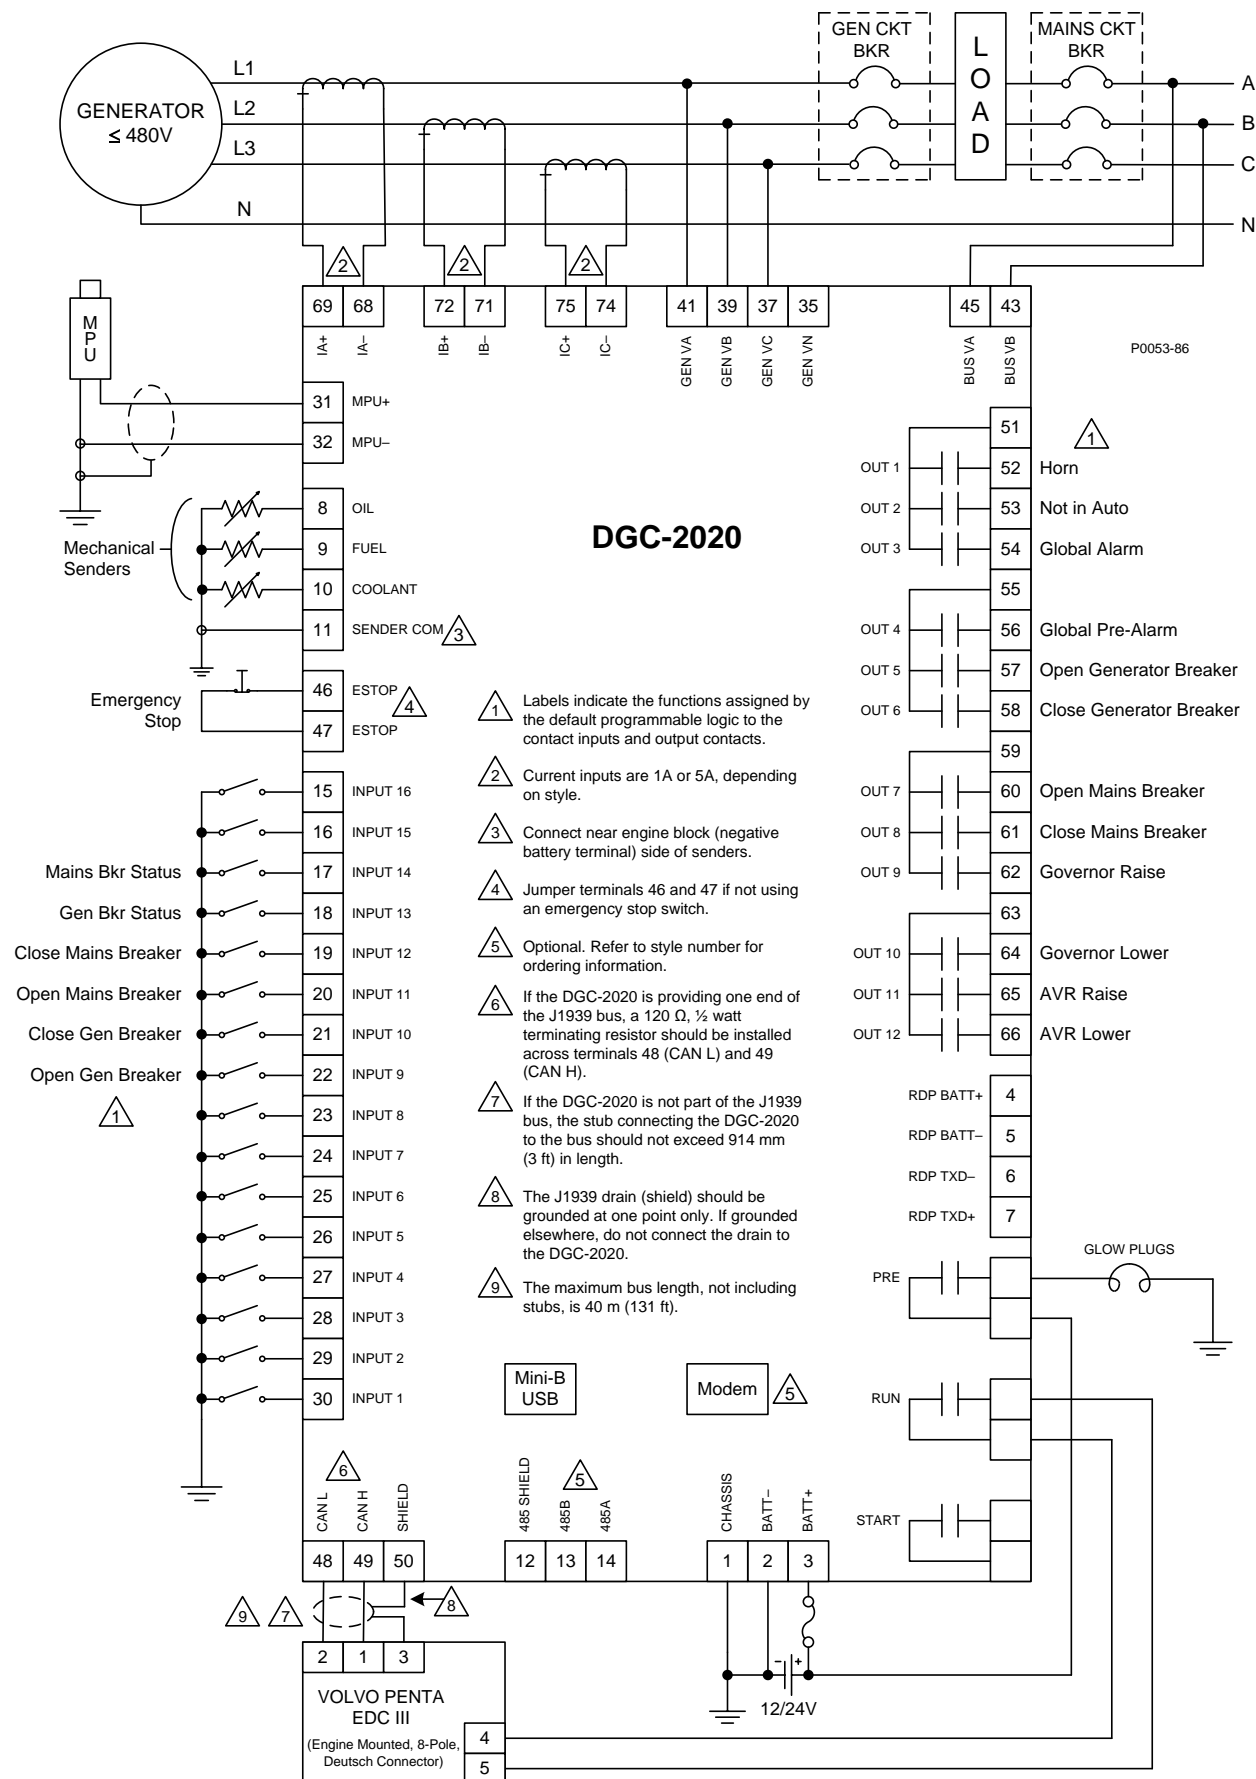 GEN CKT
BKR
L
O
A
D
MAINS CKT
BKR
GENERATOR
≤ 480V
L1
L2
L3
N
A
B
C
N
2
2
2
69
68
72
71
75
74
41
39
37
35
45
43
IA+
IA–
IB+
IB–
IC+
IC–
GEN VA
GEN VB
GEN VC
GEN VN
BUS VA
BUS VB
P0053-86
M
P
U
31 MPU+
32 MPU–
Mechanical
Senders
8 OIL
9 FUEL
10 COOLANT
11 SENDER COM 3
Emergency
Stop
46 ESTOP
47 ESTOP
4
15 INPUT 16
16 INPUT 15
Mains Bkr Status 17 INPUT 14
Gen Bkr Status 18 INPUT 13
Close Mains Breaker 19 INPUT 12
Open Mains Breaker 20 INPUT 11
Close Gen Breaker 21 INPUT 10
Open Gen Breaker 22 INPUT 9
1
23 INPUT 8
24 INPUT 7
25 INPUT 6
26 INPUT 5
27 INPUT 4
28 INPUT 3
29 INPUT 2
30 INPUT 1
DGC-2020
1 Labels indicate the functions assigned by
the default programmable logic to the
contact inputs and output contacts.
2 Current inputs are 1A or 5A, depending
on style.
3 Connect near engine block (negative
battery terminal) side of senders.
4 Jumper terminals 46 and 47 if not using
an emergency stop switch.
5 Optional. Refer to style number for
ordering information.
6 If the DGC-2020 is providing one end of
the J1939 bus, a 120 Ω, ½ watt
terminating resistor should be installed
across terminals 48 (CAN L) and 49
(CAN H).
7 If the DGC-2020 is not part of the J1939
bus, the stub connecting the DGC-2020
to the bus should not exceed 914 mm
(3 ft) in length.
8 The J1939 drain (shield) should be
grounded at one point only. If grounded
elsewhere, do not connect the drain to
the DGC-2020.
9 The maximum bus length, not including
stubs, is 40 m (131 ft).
51
1
OUT 1 52 Horn
OUT 2 53 Not in Auto
OUT 3 54 Global Alarm
55
OUT 4 56 Global Pre-Alarm
OUT 5 57 Open Generator Breaker
OUT 6 58 Close Generator Breaker
59
OUT 7 60 Open Mains Breaker
OUT 8 61 Close Mains Breaker
OUT 9 62 Governor Raise
63
OUT 10 64 Governor Lower
OUT 11 65 AVR Raise
OUT 12 66 AVR Lower
RDP BATT+ 4
RDP BATT– 5
RDP TXD– 6
RDP TXD+ 7
GLOW PLUGS
PRE
RUN
START
Mini-B
USB
Modem
5
6
CAN L
CAN H
SHIELD
5
485 SHIELD
485B
485A
CHASSIS
BATT–
BATT+
48
49
50
12
13
14
1
2
3
9
7
8
2
1
3
VOLVO PENTA
EDC III
(Engine Mounted, 8-Pole,
Deutsch Connector)
4
5
- +
12/24V